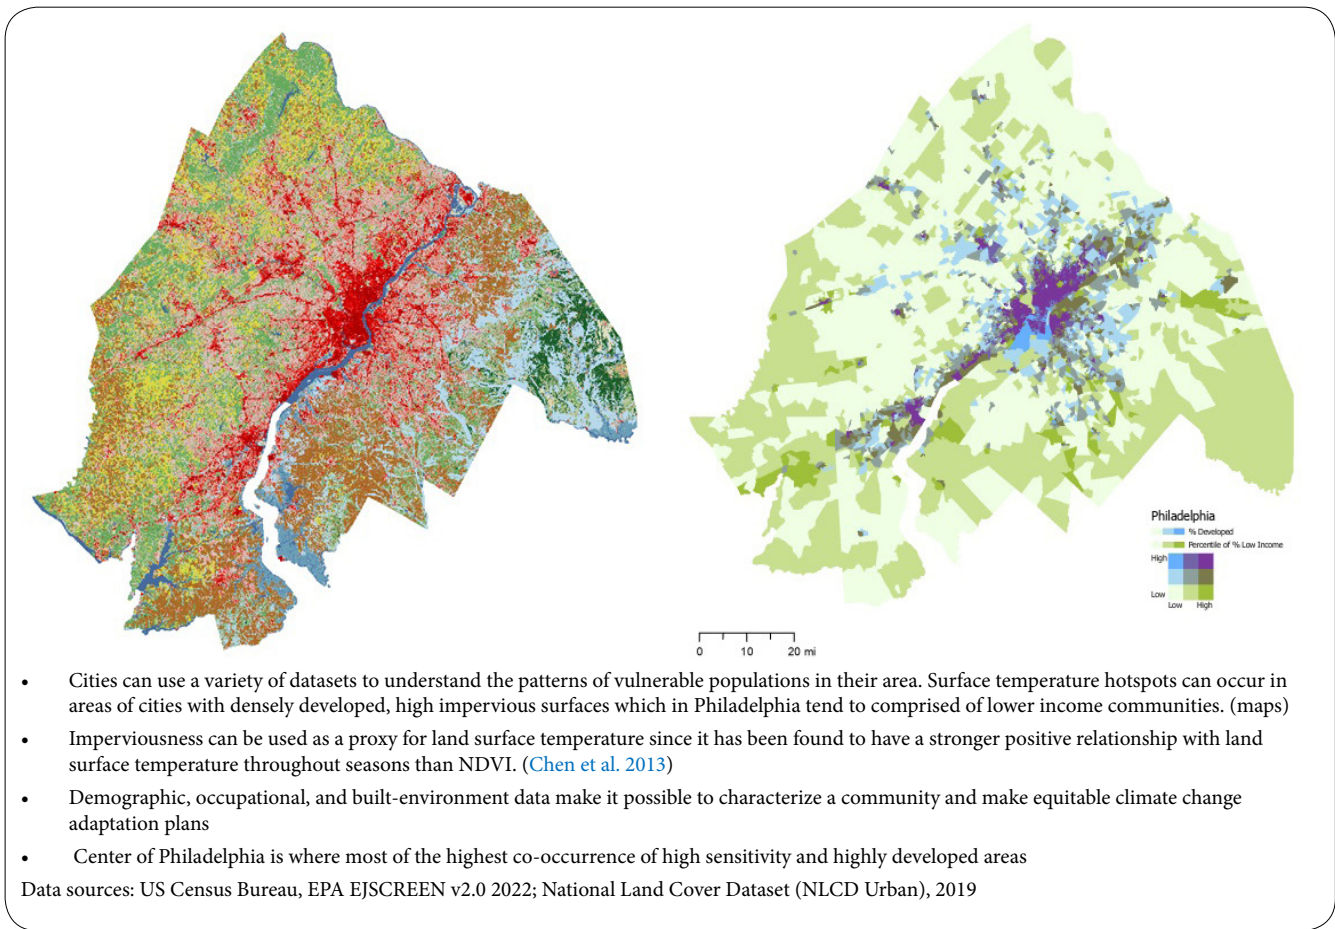 Philadelphia
% Developed
Percentile of % Low Income
High
Low
Low High
0 10 20 mi
• Cities can use a variety of datasets to understand the patterns of vulnerable populations in their area. Surface temperature hotspots can occur in
areas of cities with densely developed, high impervious surfaces which in Philadelphia tend to comprised of lower income communities. (maps)
• Imperviousness can be used as a proxy for land surface temperature since it has been found to have a stronger positive relationship with land
surface temperature throughout seasons than NDVI. (Chen et al. 2013)
• Demographic, occupational, and built-environment data make it possible to characterize a community and make equitable climate change
adaptation plans
• Center of Philadelphia is where most of the highest co-occurrence of high sensitivity and highly developed areas
Data sources: US Census Bureau, EPA EJSCREEN v2.0 2022; National Land Cover Dataset (NLCD Urban), 2019